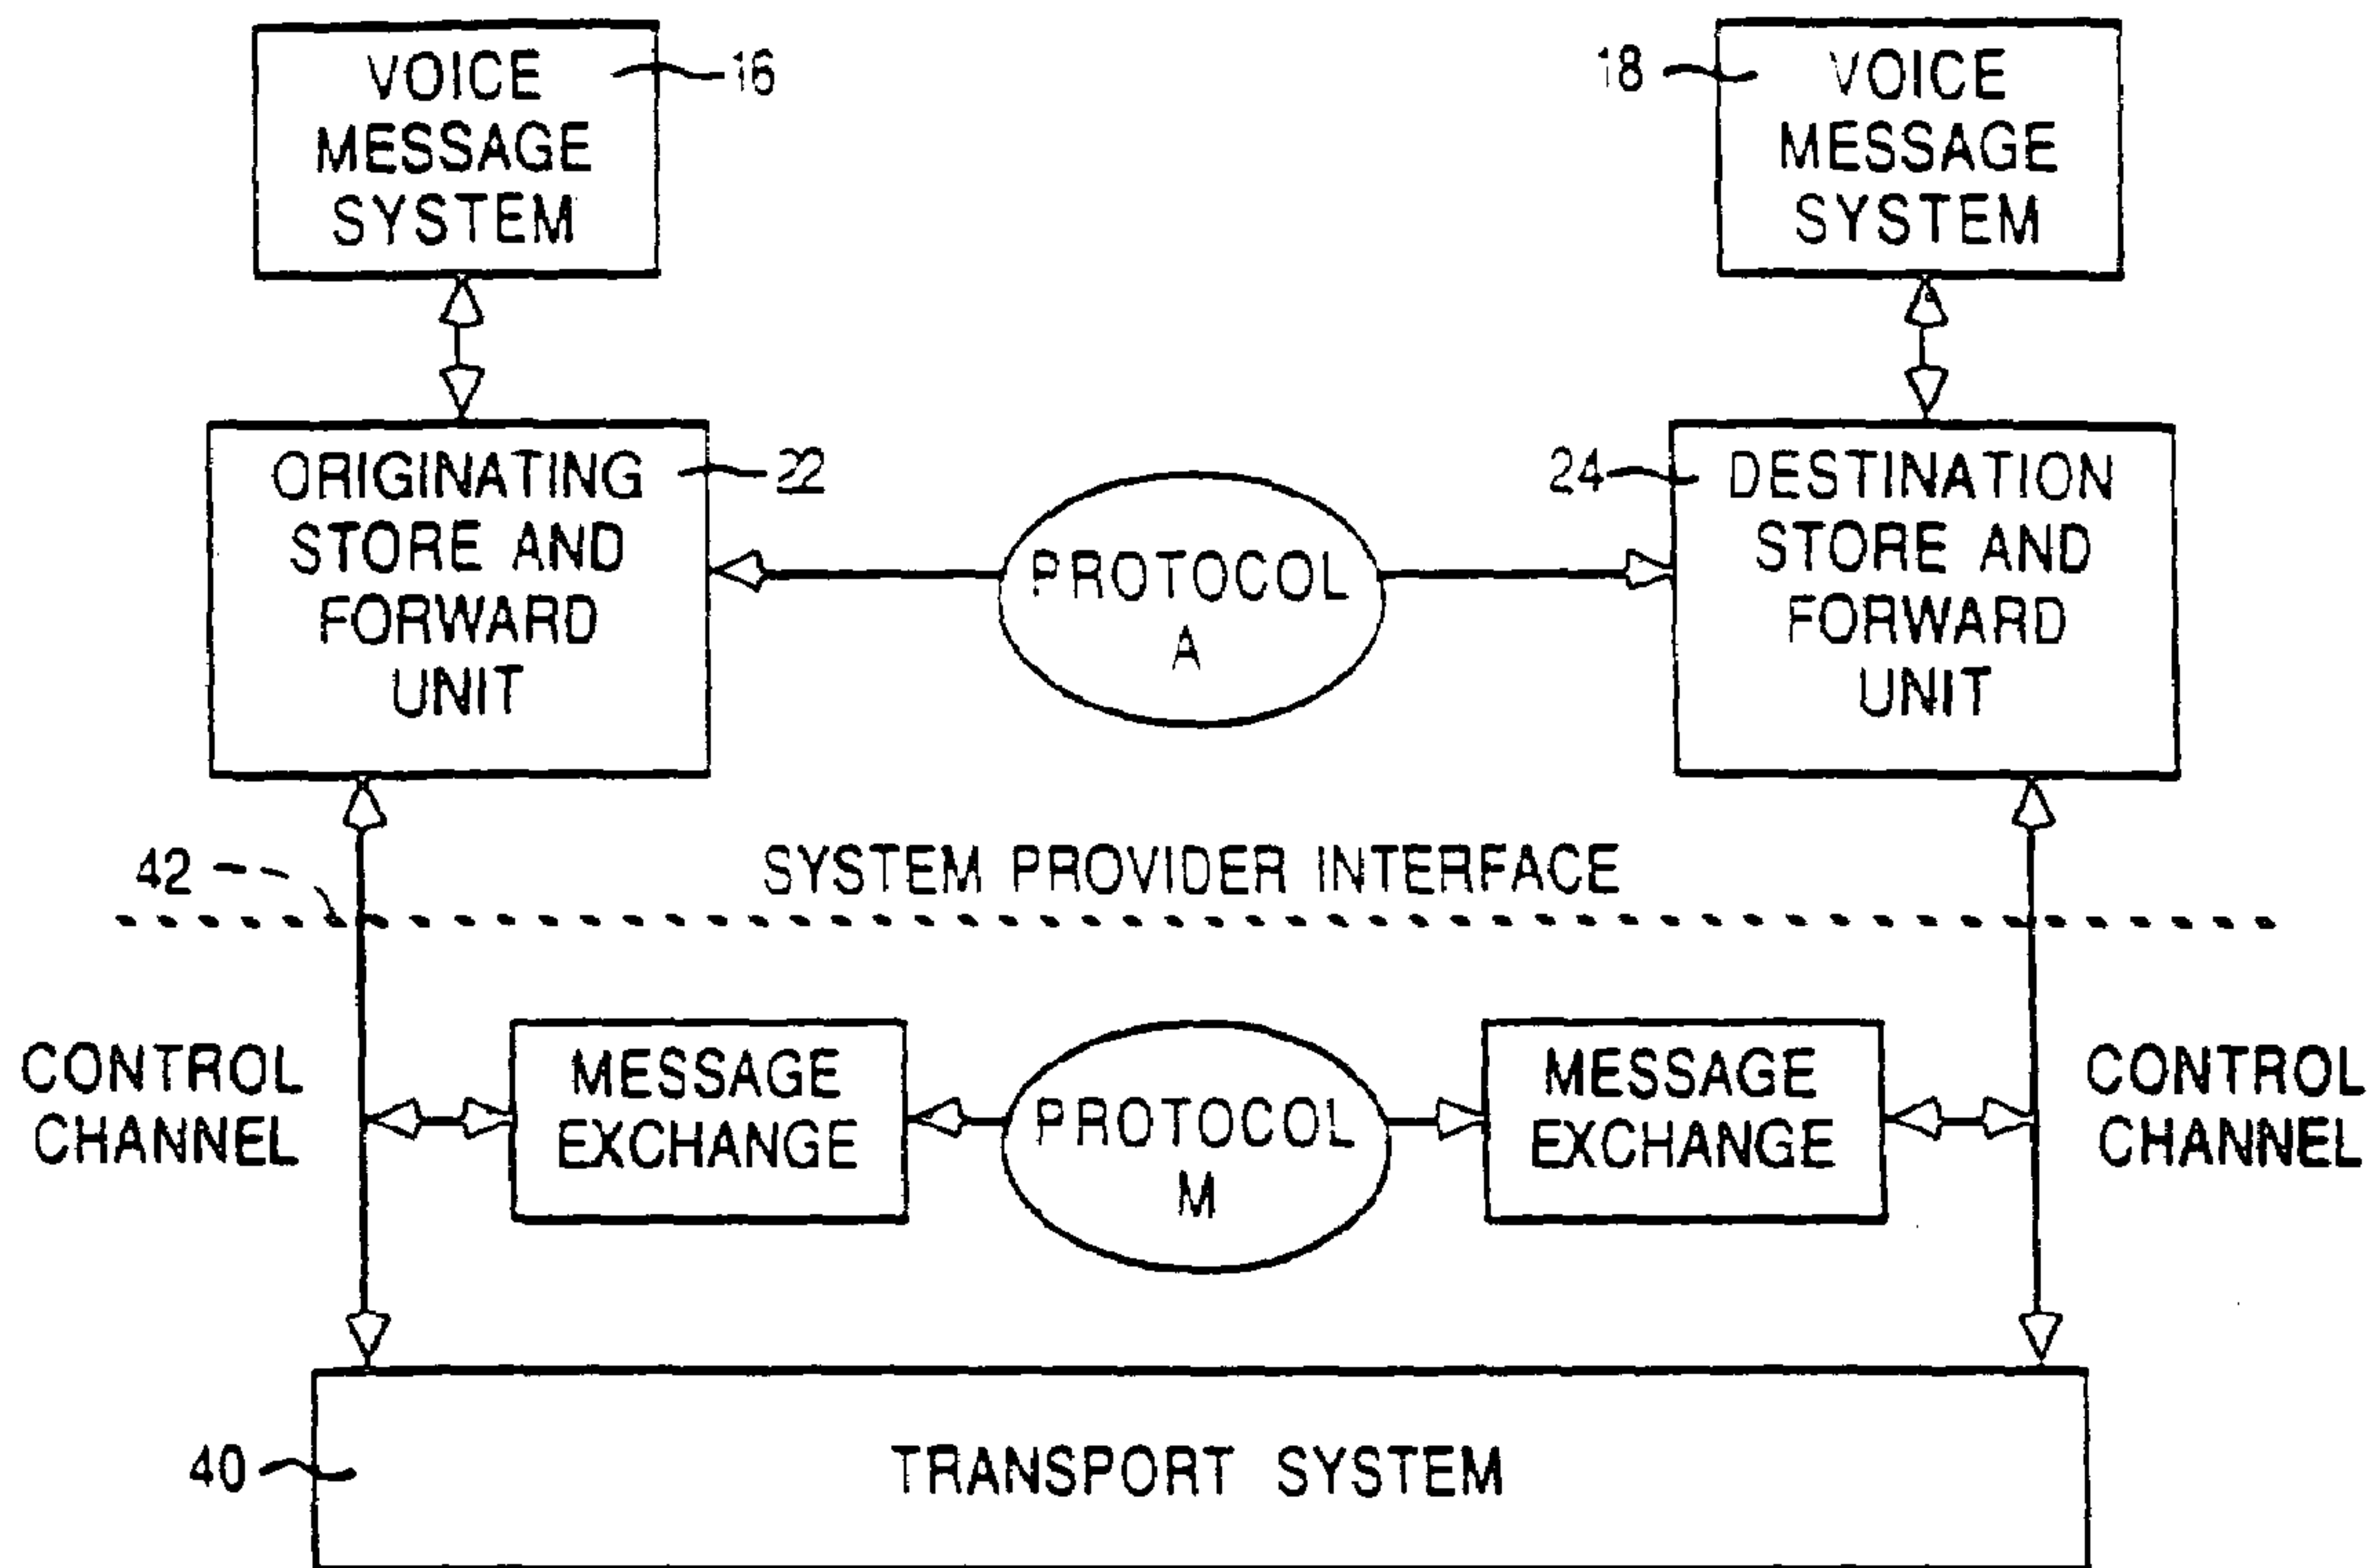 VOICE
MESSAGE
SYSTEM
16
18
VOICE
MESSAGE
SYSTEM
ORIGINATING
STORE AND
FORWARD
UNIT
22
PROTOCOL
A
24
DESTINATION
STORE AND
FORWARD
UNIT
42
SYSTEM PROVIDER INTERFACE
CONTROL
CHANNEL
MESSAGE
EXCHANGE
PROTOCOL
M
MESSAGE
EXCHANGE
CONTROL
CHANNEL
40
TRANSPORT SYSTEM